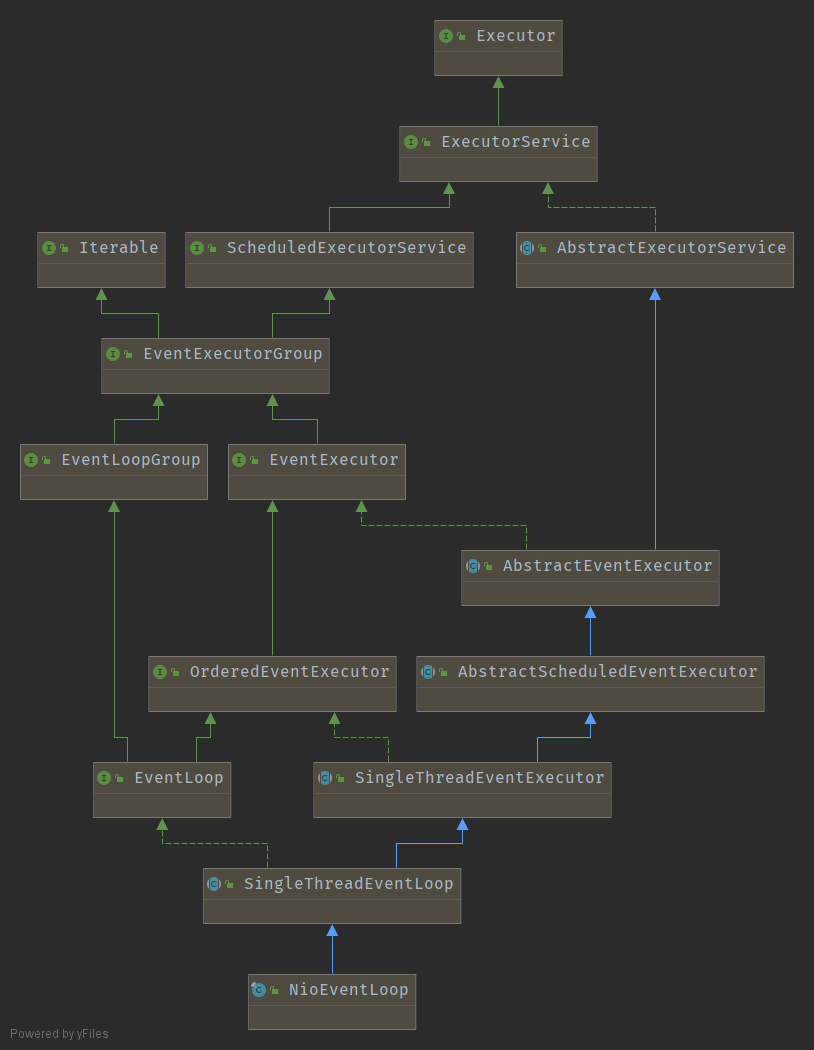 Executor
ExecutorService
Iterable
ScheduledExecutorService
AbstractExecutorService
EventExecutorGroup
EventLoopGroup
EventExecutor
AbstractEventExecutor
OrderedEventExecutor
AbstractScheduledEventExecutor
EventLoop
SingleThreadEventExecutor
SingleThreadEventLoop
NioEventLoop
Powered by yFiles